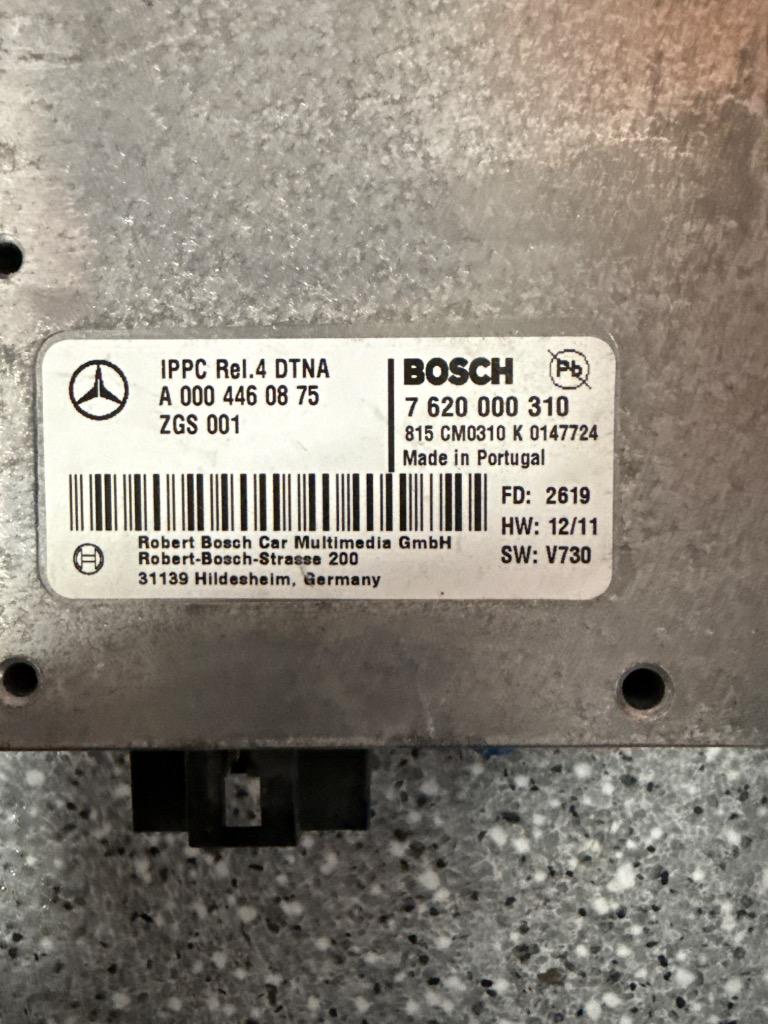 IPPC Rel.4 DTNA
A 000 446 08 75
ZGS 001
BOSCH
Pb
7 620 000 310
815 CM0310 K 0147724
Made in Portugal
FD: 2619
HW: 12/11
SW: V730
Robert Bosch Car Multimedia GmbH
Robert-Bosch-Strasse 200
31139 Hildesheim, Germany